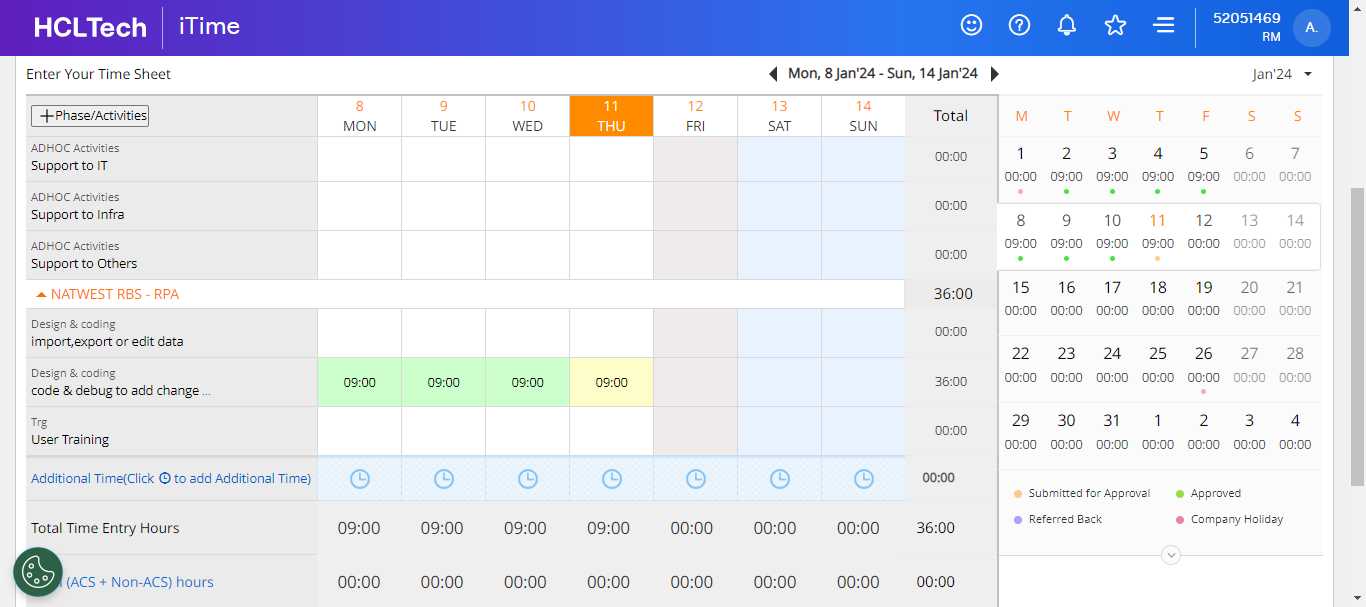 HCLTech iTime 52051469
RM A.
Enter Your Time Sheet Mon, 8 Jan'24 - Sun, 14 Jan'24 Jan'24
Phase/Activities 8 MON 9 TUE 10 WED 11 THU 12 FRI 13 SAT 14 SUN Total
ADHOC Activities
Support to IT 00:00
ADHOC Activities
Support to Infra 00:00
ADHOC Activities
Support to Others 00:00
NATWEST RBS - RPA 36:00
Design & coding
import,export or edit data 00:00
Design & coding
code & debug to add change ... 09:00 09:00 09:00 09:00 36:00
Trg
User Training 00:00
Additional Time(Click to add Additional Time) 00:00
Total Time Entry Hours 09:00 09:00 09:00 09:00 00:00 00:00 00:00 36:00
(ACS + Non-ACS) hours 00:00 00:00 00:00 00:00 00:00 00:00 00:00 00:00
M T W T F S S
1 2 3 4 5 6 7
00:00 09:00 09:00 09:00 09:00 00:00 00:00
8 9 10 11 12 13 14
09:00 09:00 09:00 09:00 00:00 00:00 00:00
15 16 17 18 19 20 21
00:00 00:00 00:00 00:00 00:00 00:00 00:00
22 23 24 25 26 27 28
00:00 00:00 00:00 00:00 00:00 00:00 00:00
29 30 31 1 2 3 4
00:00 00:00 00:00 00:00 00:00 00:00 00:00
Submitted for Approval Approved
Referred Back Company Holiday